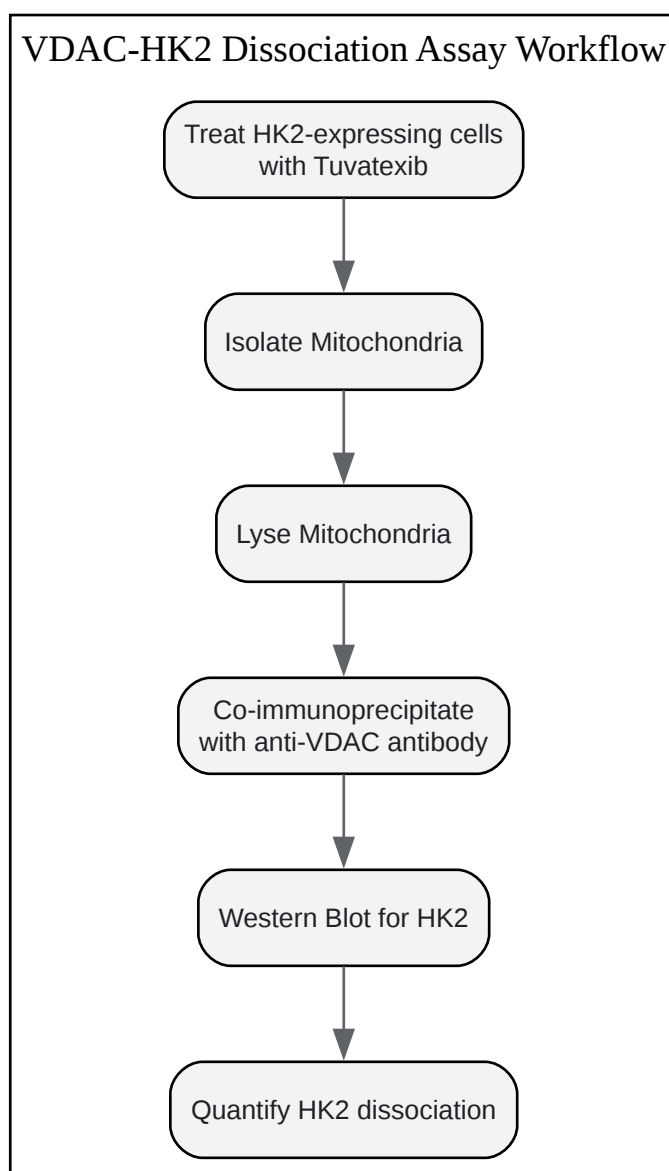 VDAC-HK2 Dissociation Assay Workflow
Treat HK2-expressing cells
with Tuvatexib
Isolate Mitochondria
Lyse Mitochondria
Co-immunoprecipitate
with anti-VDAC antibody
Western Blot for HK2
Quantify HK2 dissociation